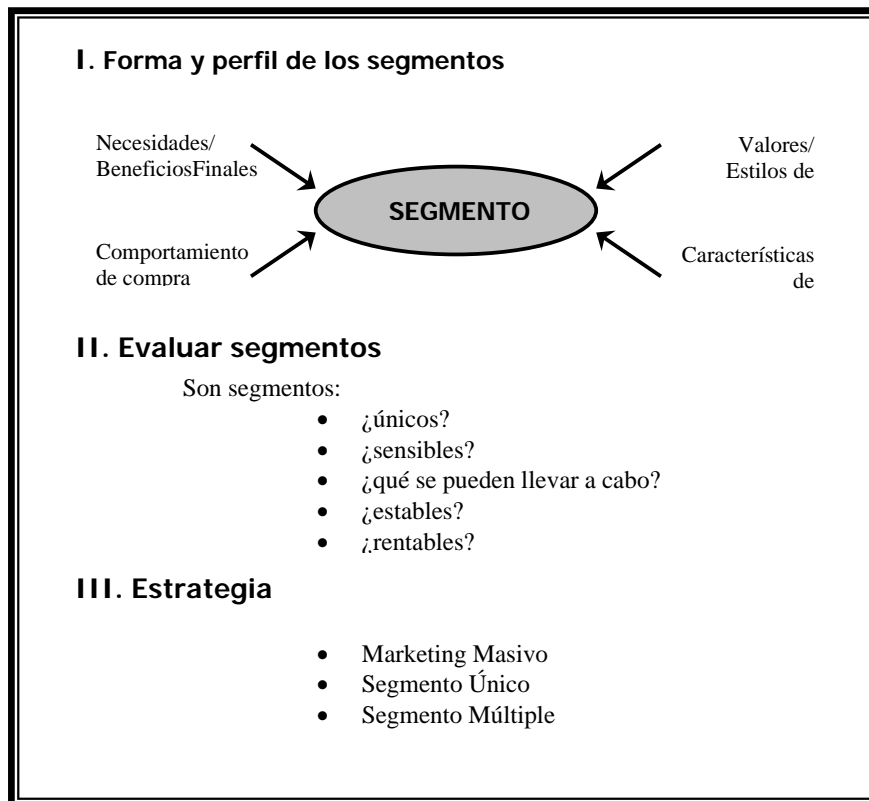 I. Forma y perfil de los segmentos
Necesidades/
BeneficiosFinales
Valores/
Estilos de
SEGMENTO
Comportamiento
de compra
Características
de
II. Evaluar segmentos
Son segmentos:
• ¿únicos?
• ¿sensibles?
• ¿qué se pueden llevar a cabo?
• ¿estables?
• ¿rentables?
III. Estrategia
• Marketing Masivo
• Segmento Único
• Segmento Múltiple